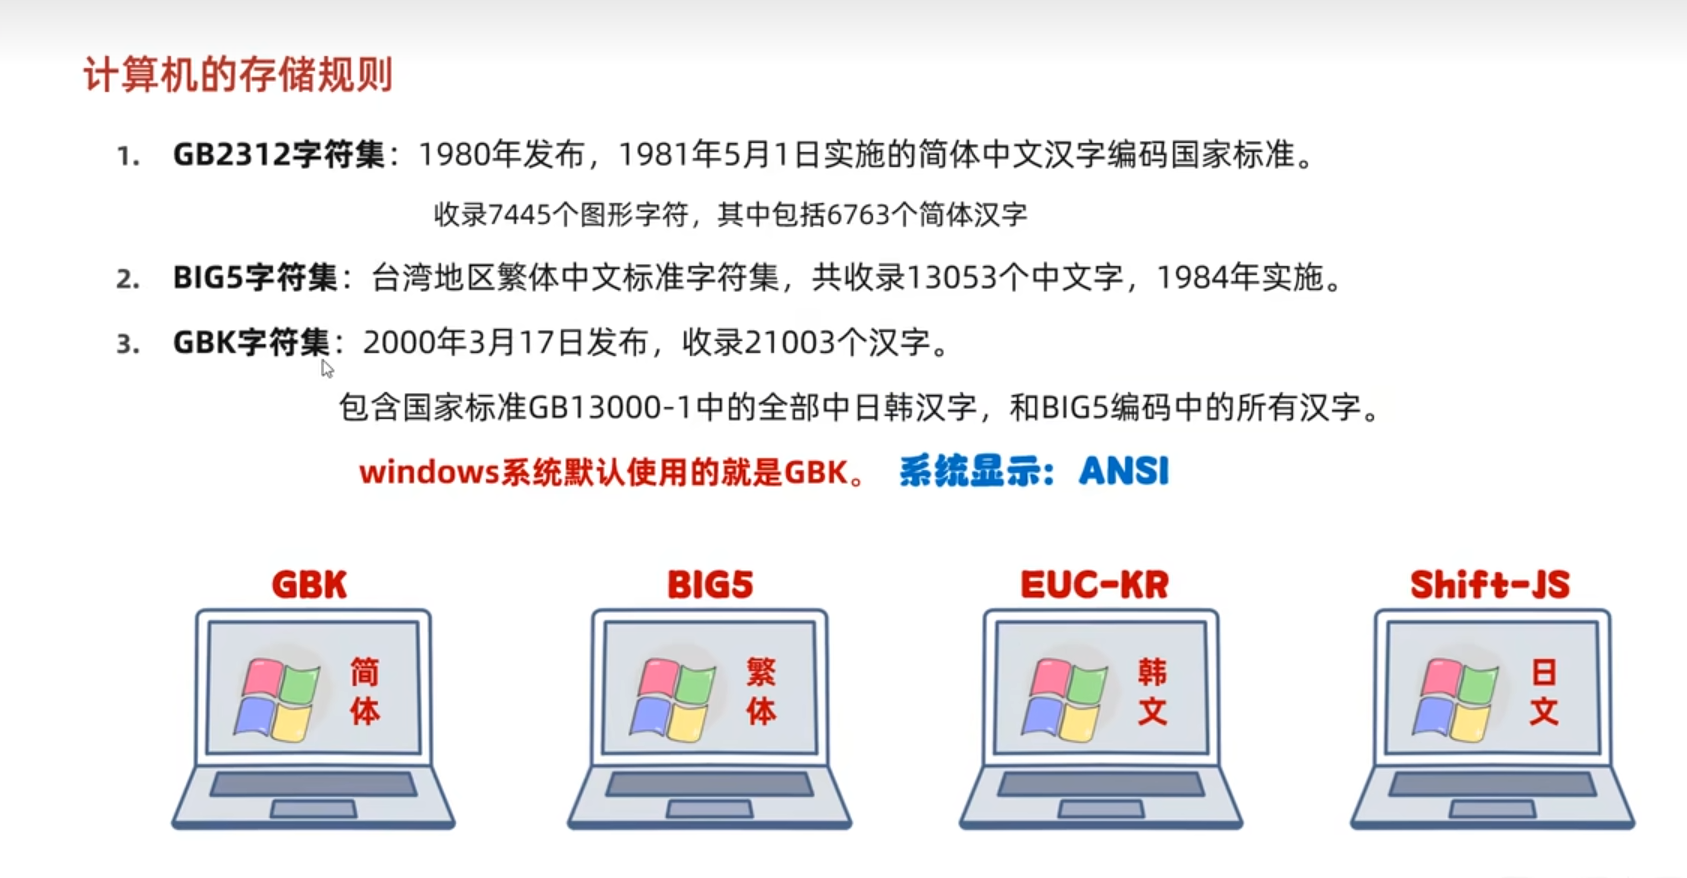 计算机的存储规则
1. GB2312字符集：1980年发布，1981年5月1日实施的简体中文汉字编码国家标准。
收录7445个图形字符，其中包括6763个简体汉字
2. BIG5字符集：台湾地区繁体中文标准字符集，共收录13053个中文字，1984年实施。
3. GBK字符集：2000年3月17日发布，收录21003个汉字。
包含国家标准GB13000-1中的全部中日韩汉字，和BIG5编码中的所有汉字。
windows系统默认使用的就是GBK。 系统显示：ANSI
GBK BIG5 EUC-KR Shift-JS
简体 繁体 韩文 日文